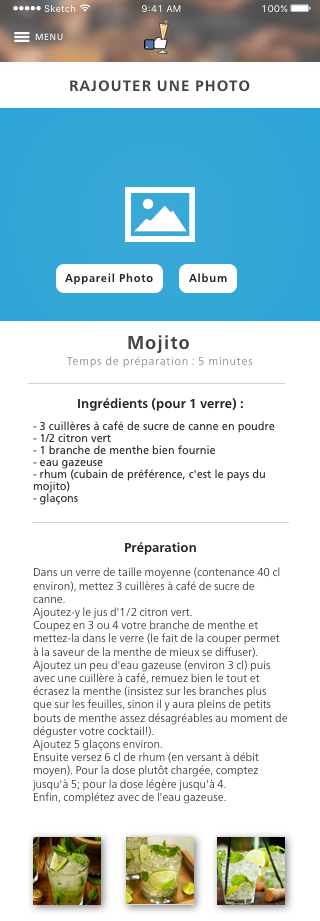 Sketch 9:41 AM 100%
MENU
RAJOUTER UNE PHOTO
Appareil Photo Album
Mojito
Temps de préparation : 5 minutes
Ingrédients (pour 1 verre) :
- 3 cuillères à café de sucre de canne en poudre
- 1/2 citron vert
- 1 branche de menthe bien fournie
- eau gazeuse
- rhum (cubain de préférence, c'est le pays du
mojito)
- glaçons
Préparation
Dans un verre de taille moyenne (contenance 40 cl
environ), mettez 3 cuillères à café de sucre de
canne.
Ajoutez-y le jus d'1/2 citron vert.
Coupez en 3 ou 4 votre branche de menthe et
mettez-la dans le verre (le fait de la couper permet
à la saveur de la menthe de mieux se diffuser).
Ajoutez un peu d'eau gazeuse (environ 3 cl) puis
avec une cuillère à café, remuez bien le tout et
écrasez la menthe (insistez sur les branches plus
que sur les feuilles, sinon il y aura pleins de petits
bouts de menthe assez désagréables au moment de
déguster votre cocktail!).
Ajoutez 5 glaçons environ.
Ensuite versez 6 cl de rhum (en versant à débit
moyen). Pour la dose plutôt chargée, comptez
jusqu'à 5; pour la dose légère jusqu'à 4.
Enfin, complétez avec de l'eau gazeuse.